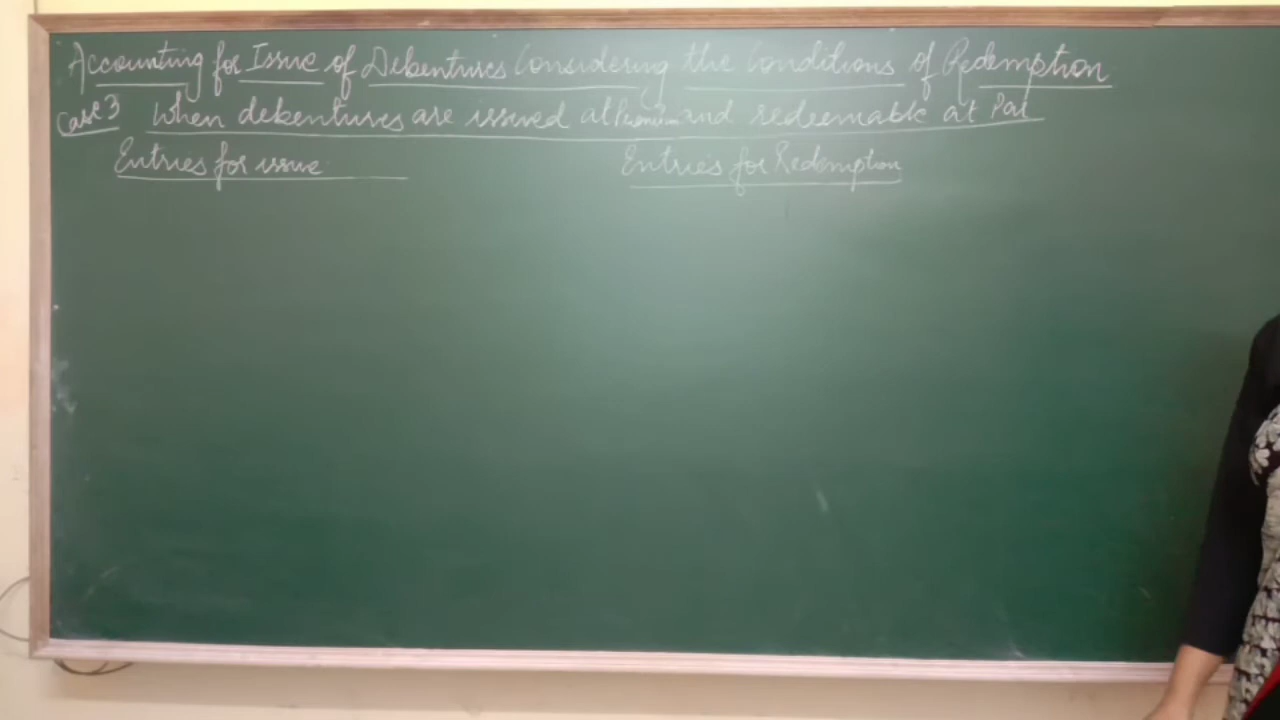 Accounting for Issue of Debentures Considering the Conditions of Redemption
Case 3 When debentures are issued at Premium and redeemable at Par
Entries for issue Entries for Redemption